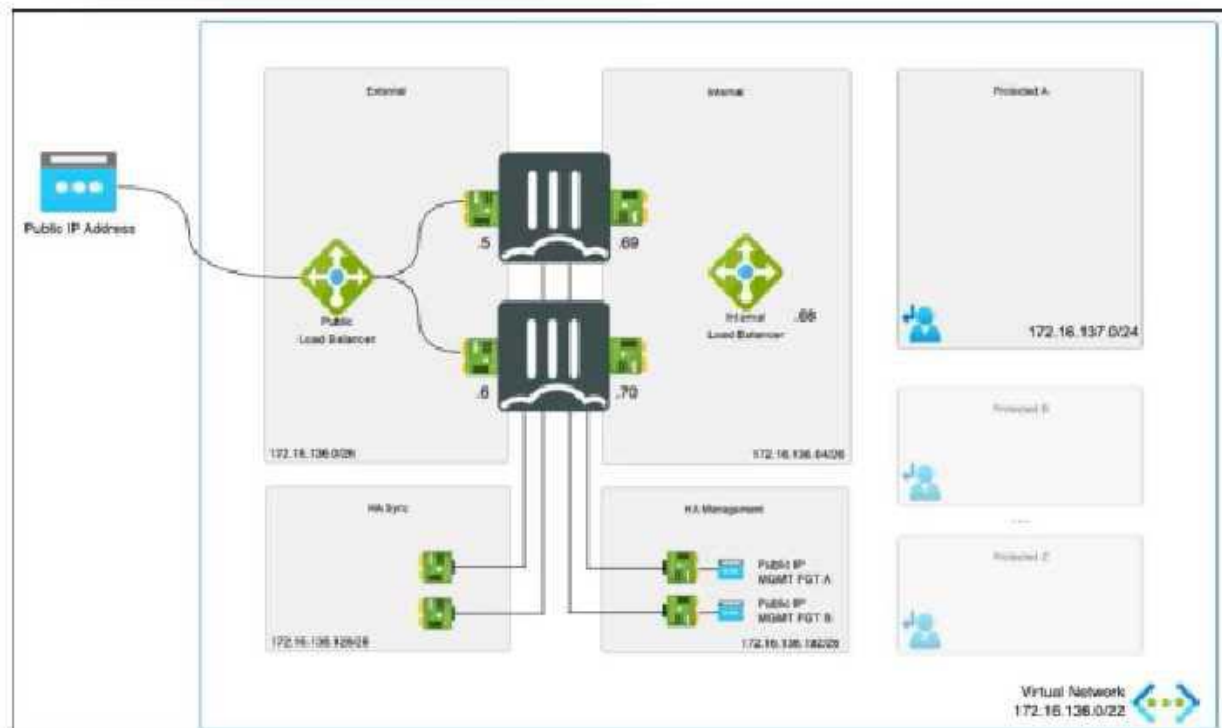 External
Internal
Protected A
Public IP Address
.5
.69
Public
Load Balancer
Internal
Load Balancer
.68
.6
.70
172.16.137.0/24
172.16.136.0/26
172.16.136.64/26
Protected B
HA Sync
HA Management
....
Protected Z
Public IP
MGMT FGT A
Public IP
MGMT FGT B
172.16.136.128/26
172.16.136.192/26
Virtual Network
172.16.136.0/22